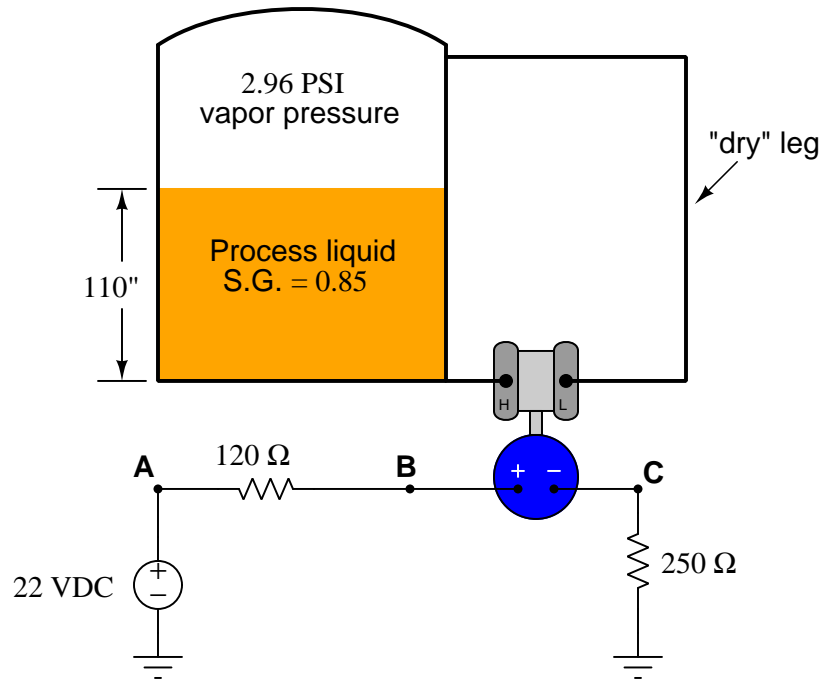 2.96 PSI
vapor pressure
"dry" leg
Process liquid
S.G. = 0.85
110"
H
L
A
120 Ω
B
+ −
C
22 VDC
+
−
250 Ω